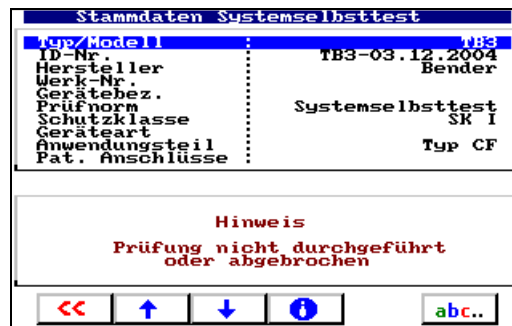 Stammdaten Systemselbsttest
Typ/Modell : TB3
ID-Nr. : TB3-03.12.2004
Hersteller : Bender
Werk-Nr. :
Gerätebez. :
Prüfnorm : Systemselbsttest
Schutzklasse : SK I
Geräteart :
Anwendungsteil : Typ CF
Pat. Anschlüsse :
Hinweis
Prüfung nicht durchgeführt
oder abgebrochen
<< abc..